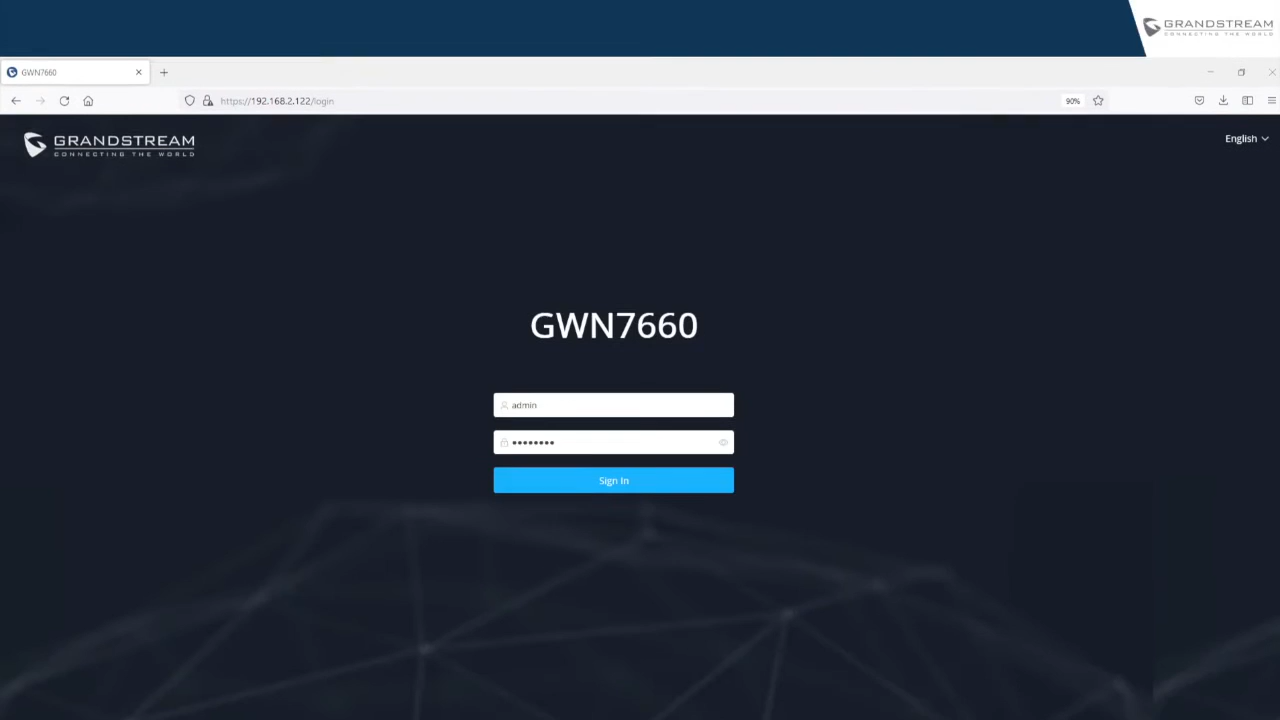 GRANDSTREAM
CONNECTING THE WORLD
GWN7660
https://192.168.2.122/login
90%
GRANDSTREAM
CONNECTING THE WORLD
English
GWN7660
admin
Sign In